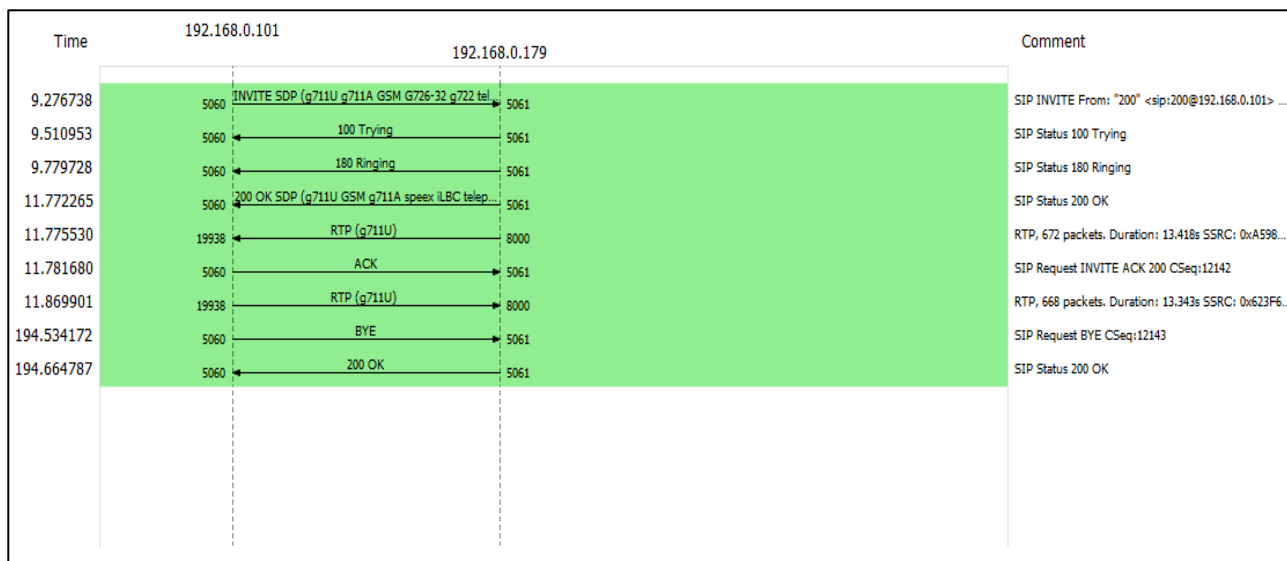 Time 192.168.0.101 192.168.0.179 Comment
9.276738 5060 INVITE SDP (g711U g711A GSM G726-32 g722 tel... 5061 SIP INVITE From: "200" <sip:200@192.168.0.101> ...
9.510953 5060 100 Trying 5061 SIP Status 100 Trying
9.779728 5060 180 Ringing 5061 SIP Status 180 Ringing
11.772265 5060 200 OK SDP (g711U GSM g711A speex iLBC telep... 5061 SIP Status 200 OK
11.775530 19938 RTP (g711U) 8000 RTP, 672 packets. Duration: 13.418s SSRC: 0xA598...
11.781680 5060 ACK 5061 SIP Request INVITE ACK 200 CSeq:12142
11.869901 19938 RTP (g711U) 8000 RTP, 668 packets. Duration: 13.343s SSRC: 0x623F6...
194.534172 5060 BYE 5061 SIP Request BYE CSeq:12143
194.664787 5060 200 OK 5061 SIP Status 200 OK